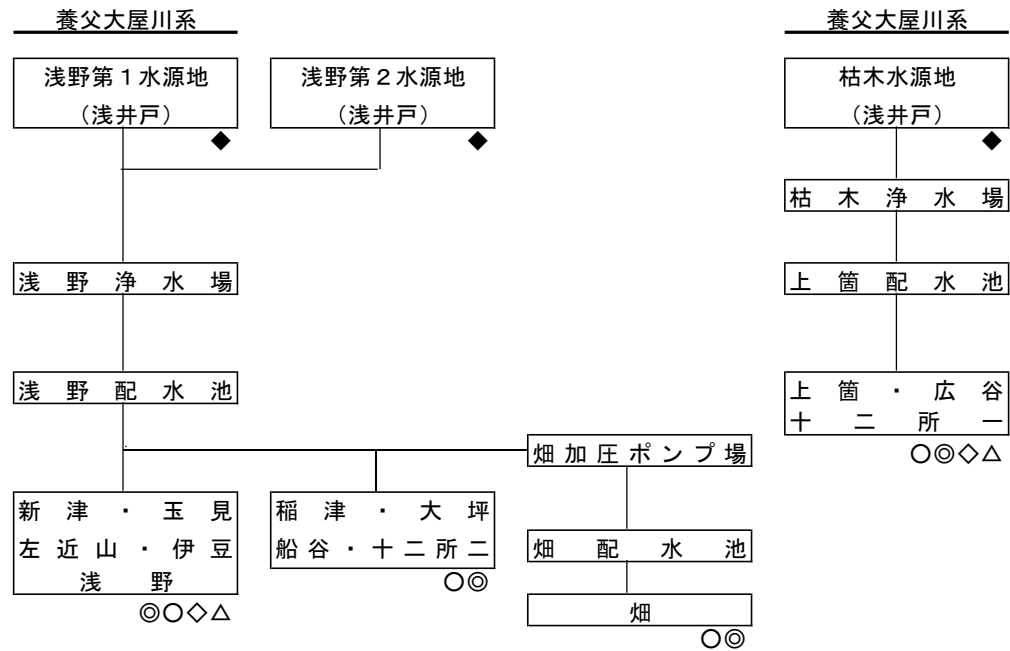 養父大屋川系
浅野第1水源地
（浅井戸）
◆
浅野第2水源地
（浅井戸）
◆
浅野浄水場
浅野配水池
新津・玉見
左近山・伊豆
浅野
◎○◇△
稲津・大坪
船谷・十二所二
○◎
畑加圧ポンプ場
畑配水池
畑
○◎
養父大屋川系
枯木水源地
（浅井戸）
◆
枯木浄水場
上箇配水池
上箇・広谷
十二所一
○◎◇△